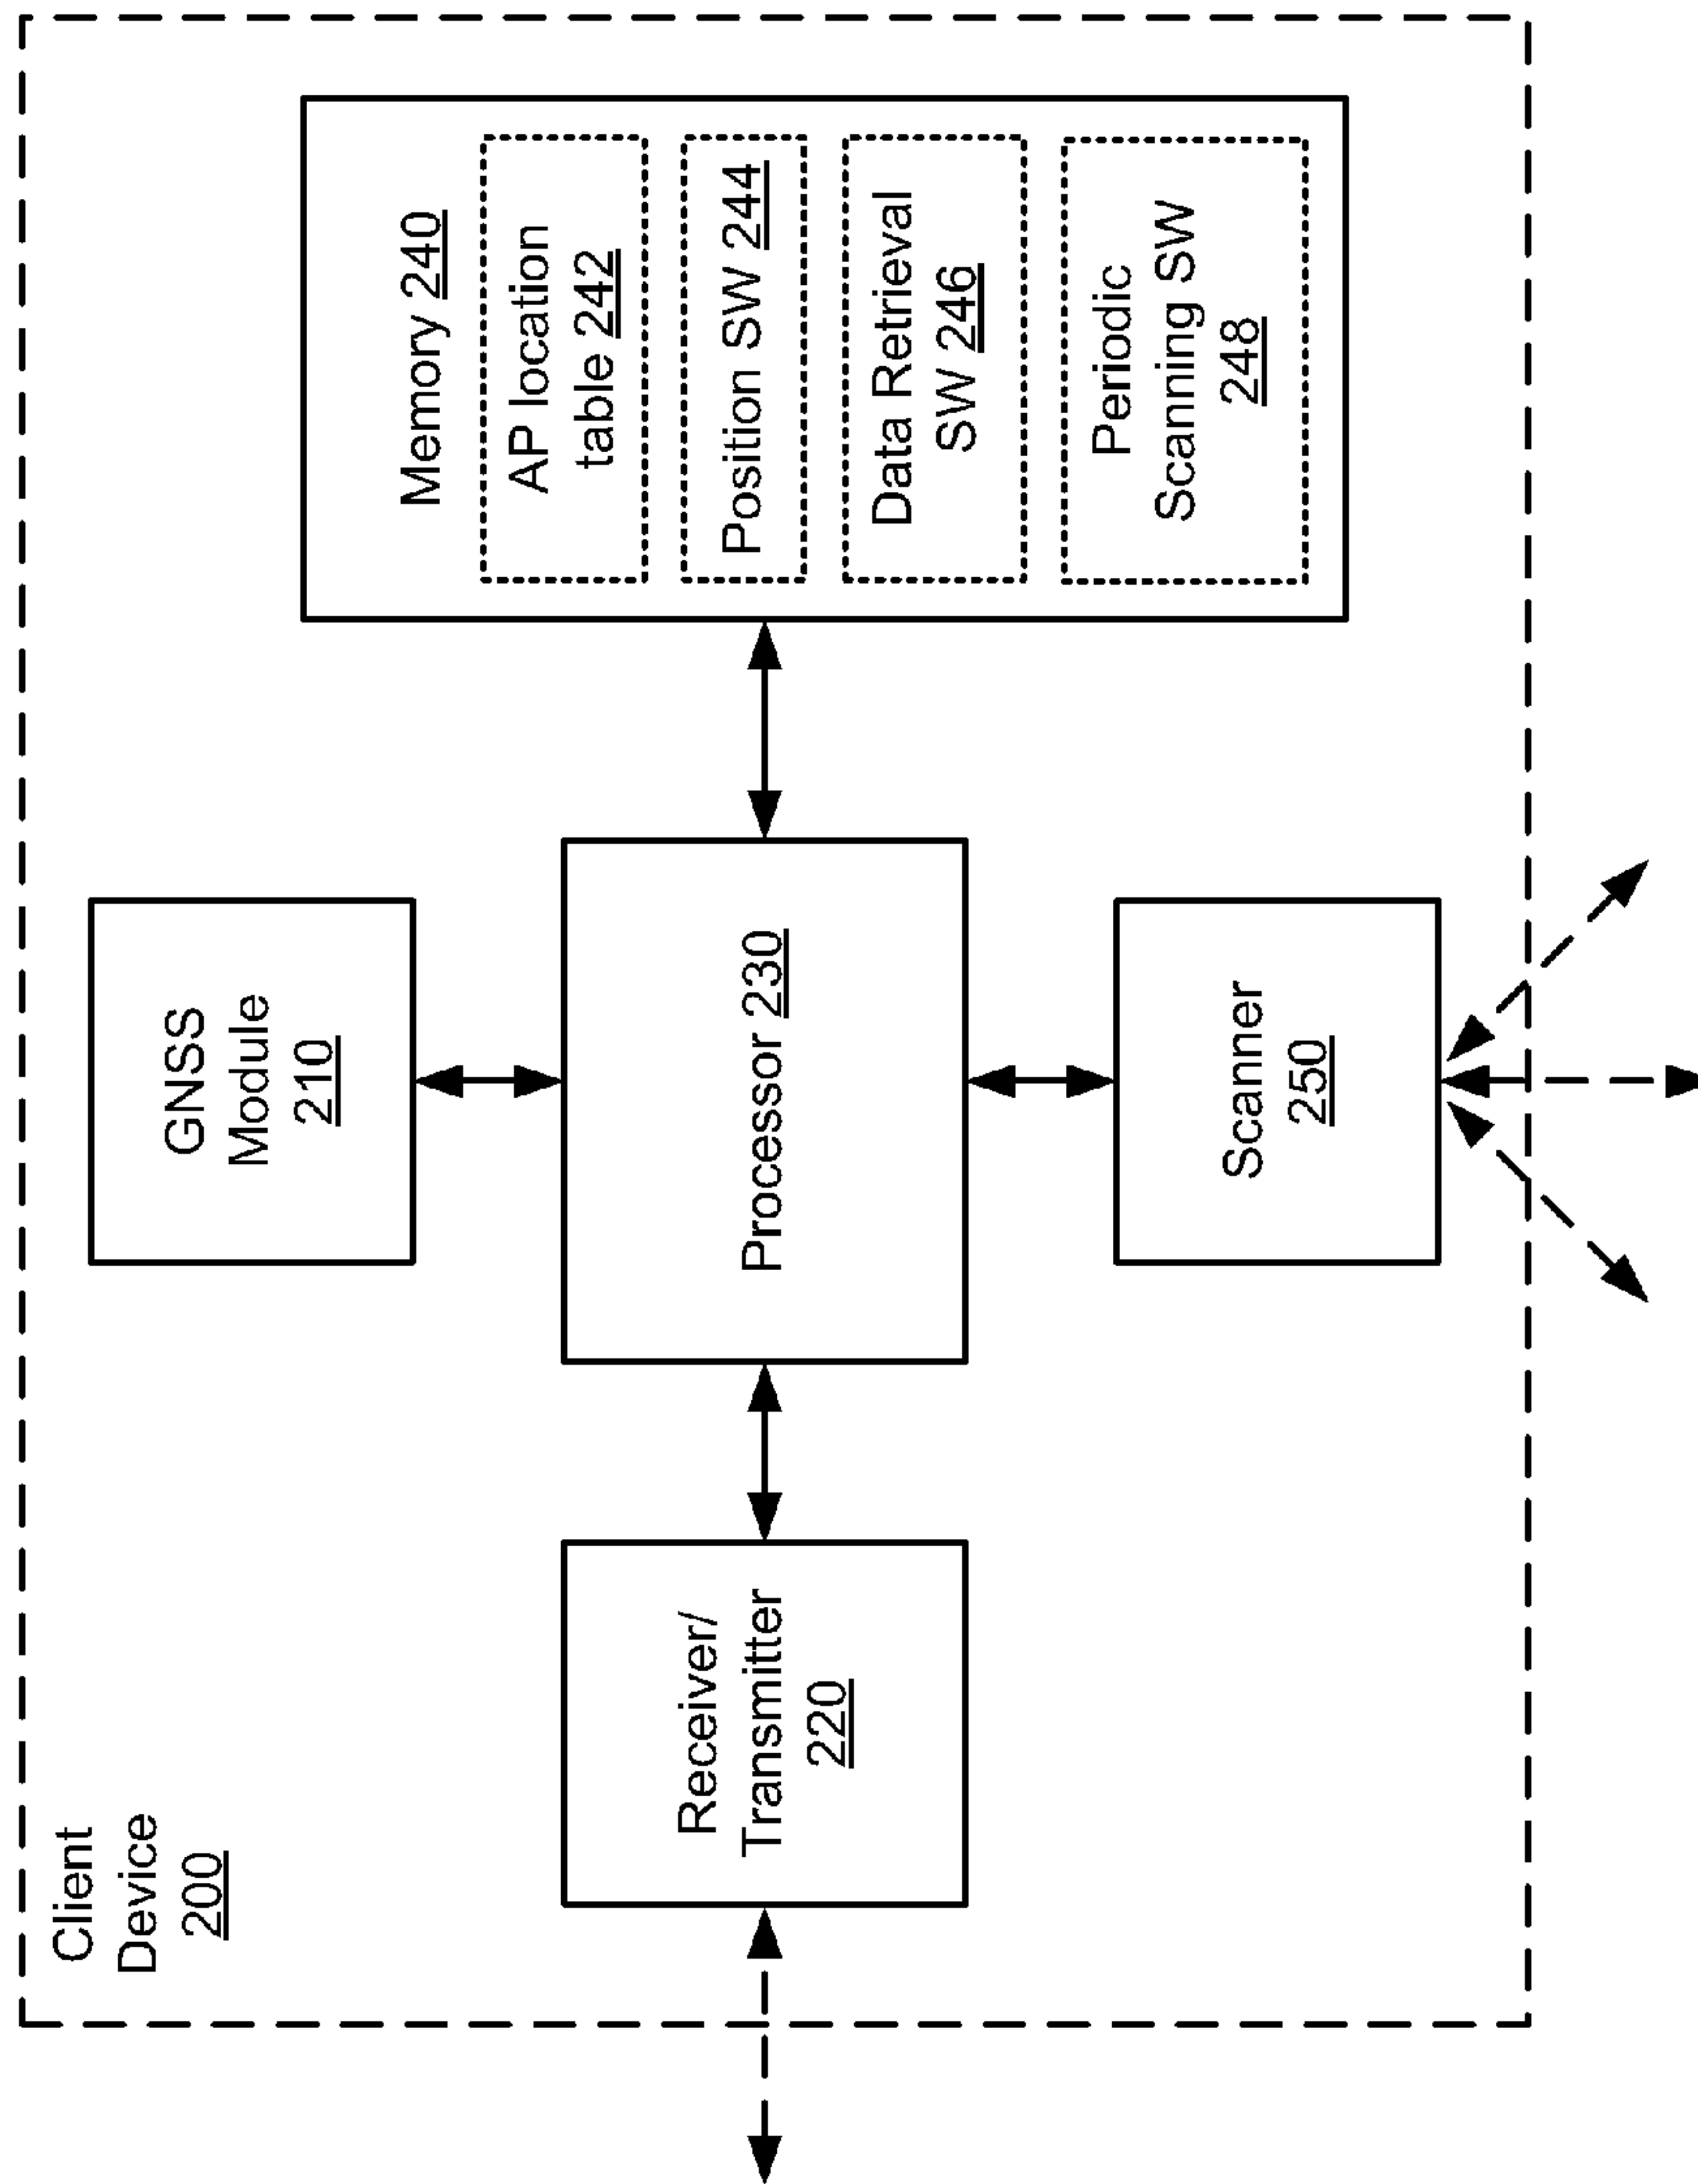 Client
Device
200
GNSS
Module
210
Receiver/
Transmitter
220
Processor 230
Scanner
250
Memory 240
AP location
table 242
Position SW 244
Data Retrieval
SW 246
Periodic
Scanning SW
248